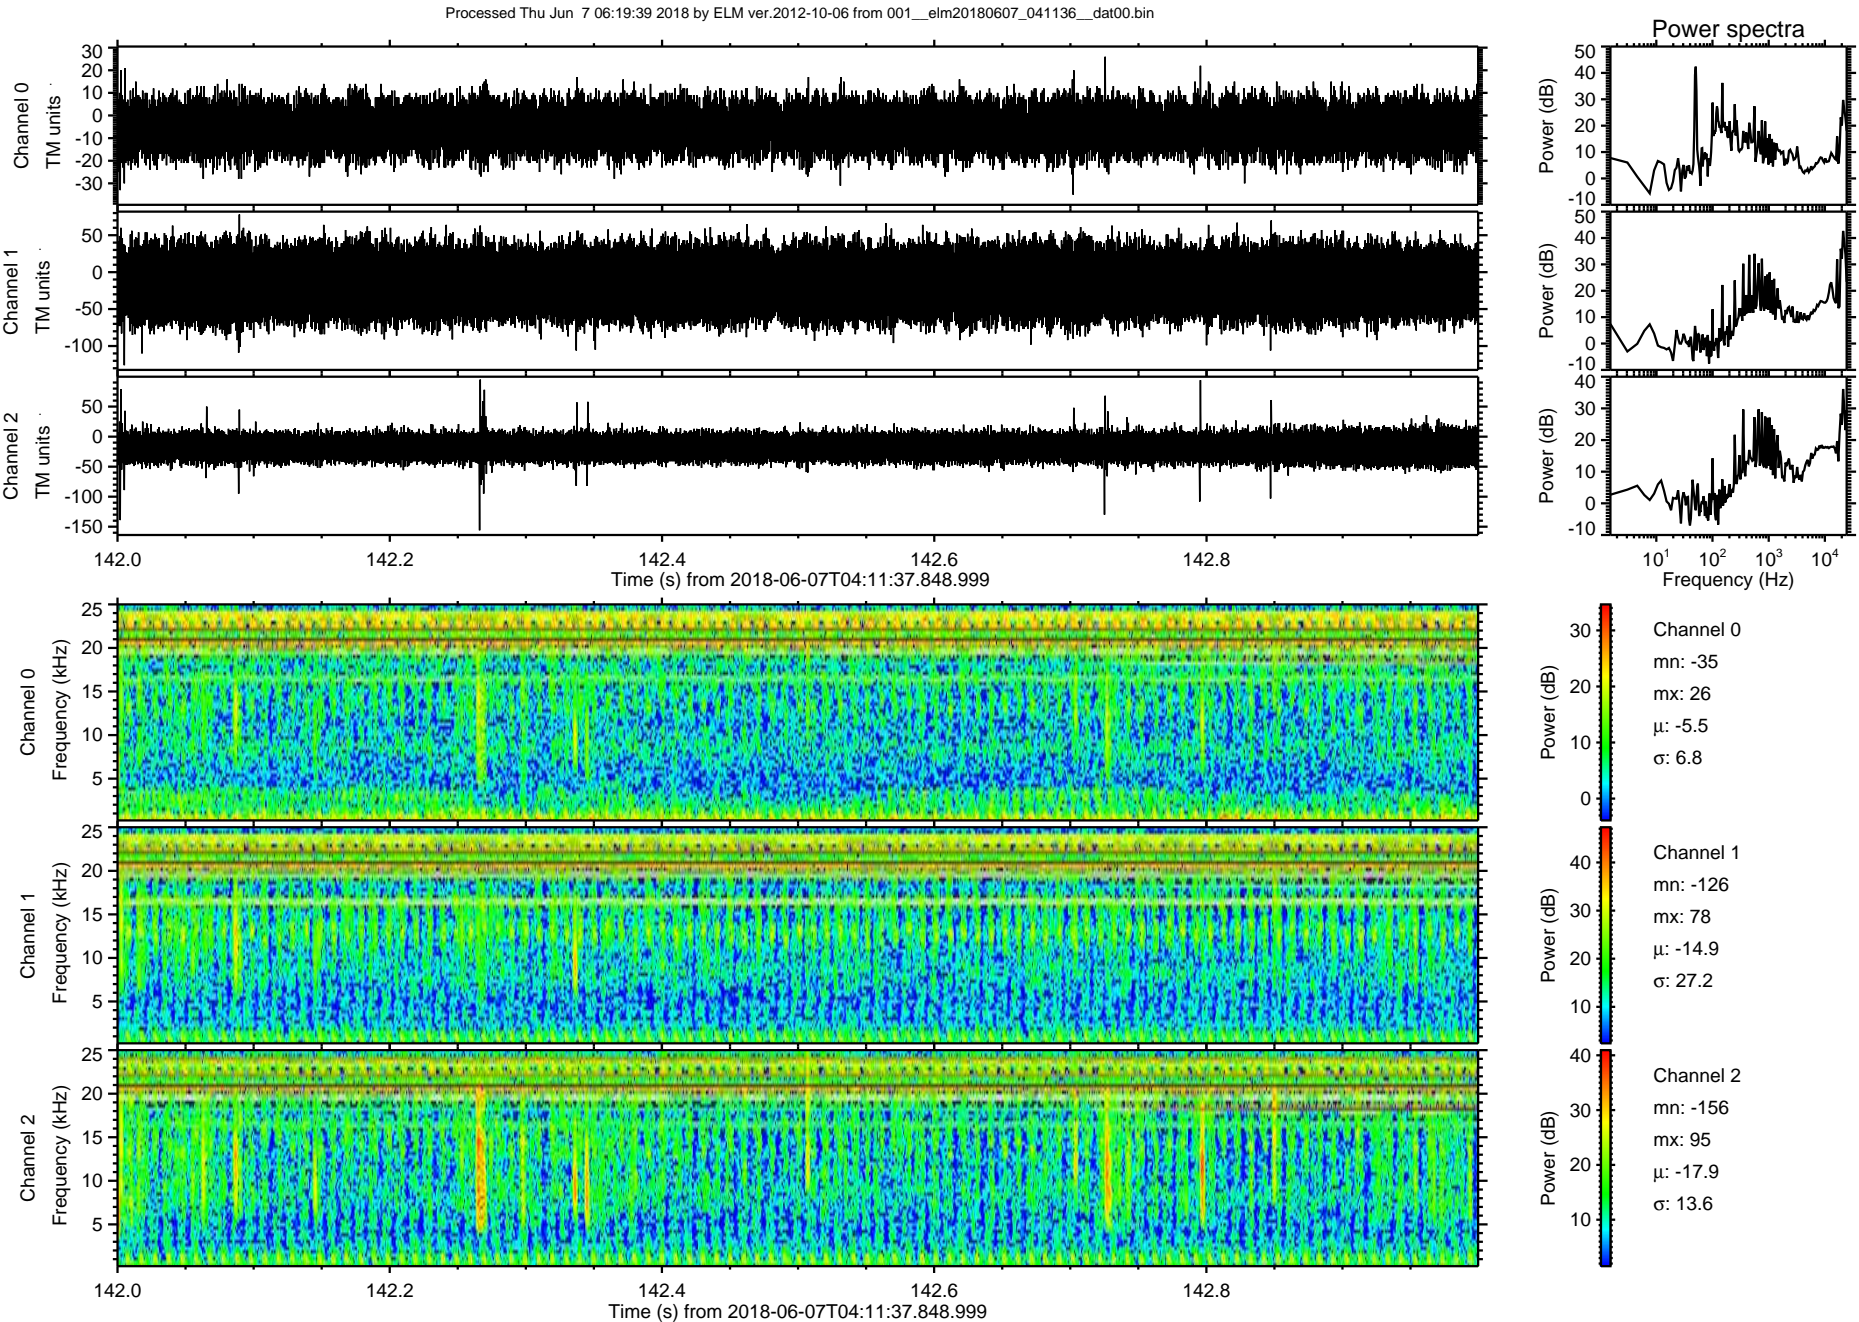 Processed Thu Jun 7 06:19:39 2018 by ELM ver.2012-10-06 from 001__elm20180607_041136__dat00.bin
Power spectra
Channel 0
TM units
30
20
10
0
-10
-20
-30
Power (dB)
50
40
30
20
10
0
-10
Channel 1
TM units
50
0
-50
-100
Power (dB)
50
40
30
20
10
0
-10
Channel 2
TM units
50
0
-50
-100
-150
Power (dB)
40
30
20
10
0
-10
142.0 142.2 142.4 142.6 142.8
Time (s) from 2018-06-07T04:11:37.848.999
10¹ 10² 10³ 10⁴
Frequency (Hz)
Channel 0
Frequency (kHz)
25
20
15
10
5
Power (dB)
30
20
10
0
Channel 0
mn: -35
mx: 26
μ: -5.5
σ: 6.8
Channel 1
Frequency (kHz)
25
20
15
10
5
Power (dB)
40
30
20
10
Channel 1
mn: -126
mx: 78
μ: -14.9
σ: 27.2
Channel 2
Frequency (kHz)
25
20
15
10
5
Power (dB)
40
30
20
10
Channel 2
mn: -156
mx: 95
μ: -17.9
σ: 13.6
142.0 142.2 142.4 142.6 142.8
Time (s) from 2018-06-07T04:11:37.848.999